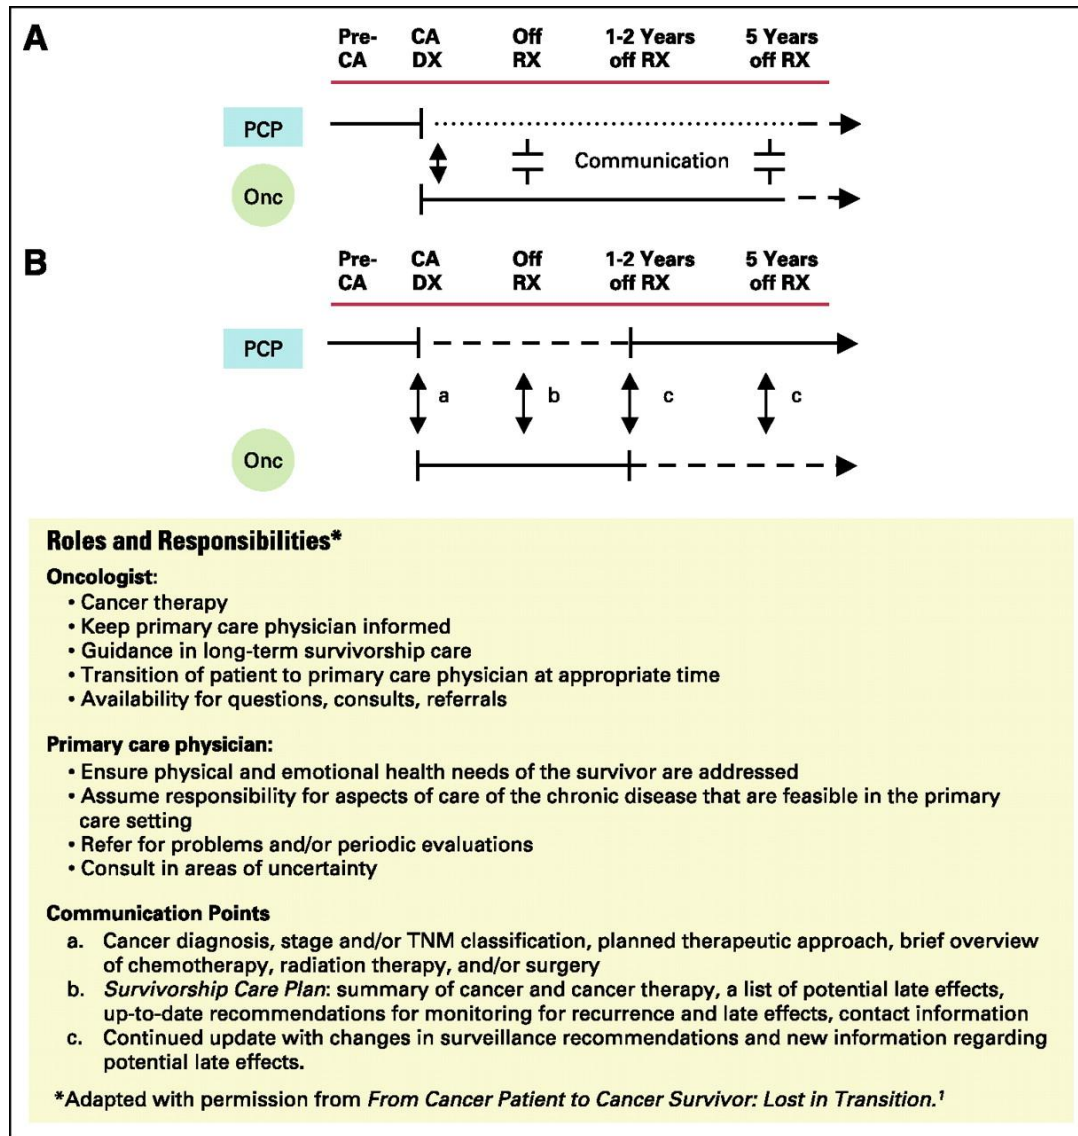 A
Pre-CA
CA DX
Off RX
1-2 Years off RX
5 Years off RX
PCP
Communication
Onc
B
Pre-CA
CA DX
Off RX
1-2 Years off RX
5 Years off RX
PCP
a
b
c
c
Onc
Roles and Responsibilities*
Oncologist:
• Cancer therapy
• Keep primary care physician informed
• Guidance in long-term survivorship care
• Transition of patient to primary care physician at appropriate time
• Availability for questions, consults, referrals
Primary care physician:
• Ensure physical and emotional health needs of the survivor are addressed
• Assume responsibility for aspects of care of the chronic disease that are feasible in the primary
care setting
• Refer for problems and/or periodic evaluations
• Consult in areas of uncertainty
Communication Points
a. Cancer diagnosis, stage and/or TNM classification, planned therapeutic approach, brief overview
of chemotherapy, radiation therapy, and/or surgery
b. Survivorship Care Plan: summary of cancer and cancer therapy, a list of potential late effects,
up-to-date recommendations for monitoring for recurrence and late effects, contact information
c. Continued update with changes in surveillance recommendations and new information regarding
potential late effects.
*Adapted with permission from From Cancer Patient to Cancer Survivor: Lost in Transition.¹